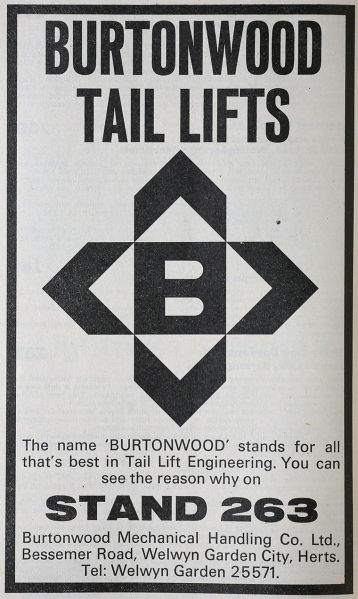 BURTONWOOD
TAIL LIFTS
B
The name 'BURTONWOOD' stands for all
that's best in Tail Lift Engineering. You can
see the reason why on
STAND 263
Burtonwood Mechanical Handling Co. Ltd.,
Bessemer Road, Welwyn Garden City, Herts.
Tel: Welwyn Garden 25571.